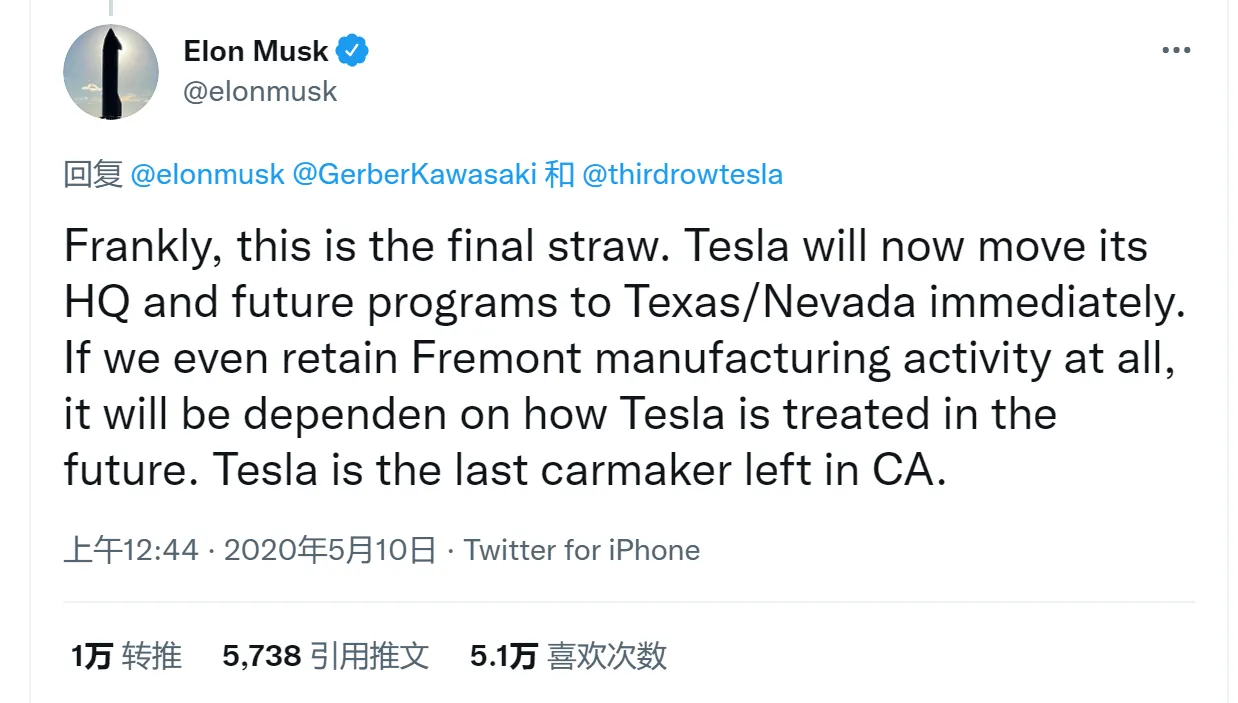 Elon Musk
@elonmusk
回复 @elonmusk @GerberKawasaki 和 @thirdrowtesla
Frankly, this is the final straw. Tesla will now move its
HQ and future programs to Texas/Nevada immediately.
If we even retain Fremont manufacturing activity at all,
it will be dependen on how Tesla is treated in the
future. Tesla is the last carmaker left in CA.
上午12:44 · 2020年5月10日 · Twitter for iPhone
1万 转推 5,738 引用推文 5.1万 喜欢次数